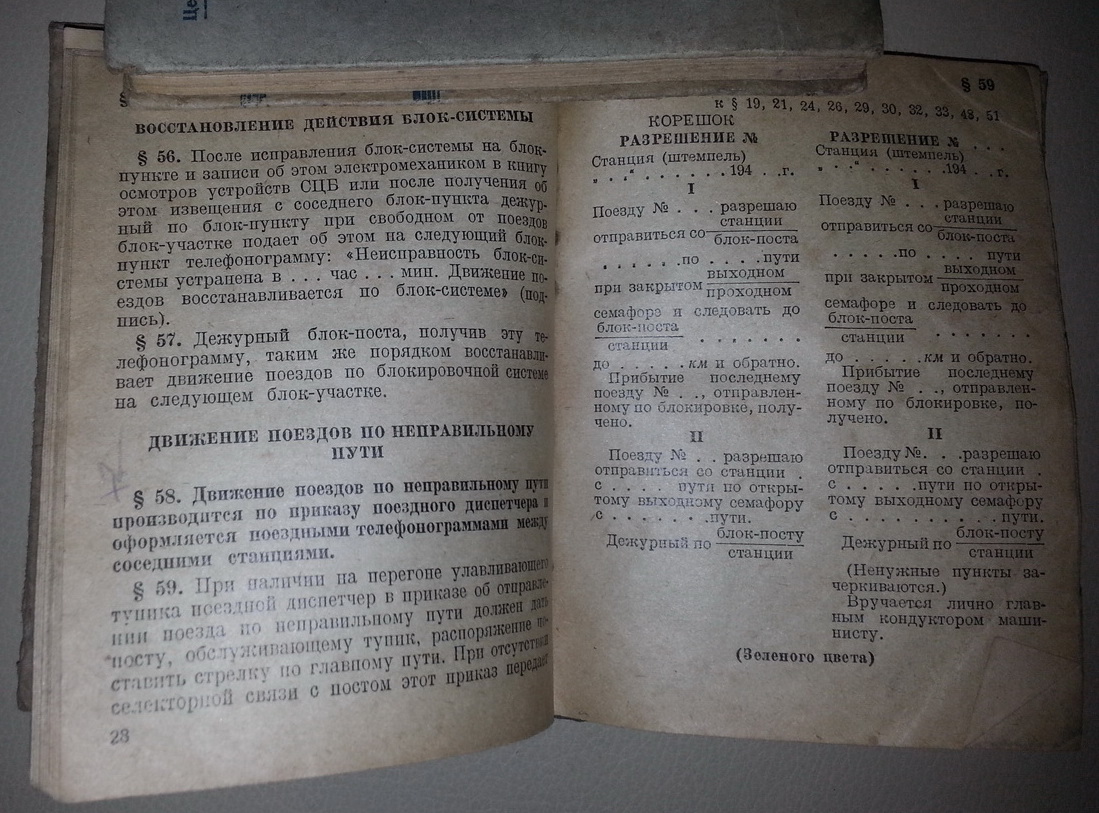 Це
§
ВОССТАНОВЛЕНИЕ ДЕЙСТВИЯ БЛОК-СИСТЕМЫ
§ 56. После исправления блок-системы на блок-
пункте и записи об этом электромехаником в книгу
осмотров устройств СЦБ или после получения об
этом извещения с соседнего блок-пункта дежур-
ный по блок-пункту при свободном от поездов
блок-участке подает об этом на следующий блок-
пункт телефонограмму: «Неисправность блок-си-
стемы устранена в . . . час . . . мин. Движение по-
ездов восстанавливается по блок-системе» (под-
пись).
§ 57. Дежурный блок-поста, получив эту те-
лефонограмму, таким же порядком восстанавли-
вает движение поездов по блокировочной системе
на следующем блок-участке.
ДВИЖЕНИЕ ПОЕЗДОВ ПО НЕПРАВИЛЬНОМУ
ПУТИ
§ 58. Движение поездов по неправильному пути
производится по приказу поездного диспетчера и
оформляется поездными телефонограммами между
соседними станциями.
§ 59. При наличии на перегоне улавливающего
тупика поездной диспетчер в приказе об отправле-
нии поезда по неправильному пути должен дать
посту, обслуживающему тупик, распоряжение по-
ставить стрелку по главному пути. При отсутствии
селекторной связи с постом этот приказ передает
28
§ 59
к § 19, 21, 24, 26, 29, 30, 32, 33, 48, 51
КОРЕШОК
РАЗРЕШЕНИЕ №
Станция (штемпель)
„ . “ . . . . . . . 194 . . г.
I
Поезду № . . . разрешаю
станции
отправиться со
блок-поста
. . . . . . по . . . . пути
выходном
при закрытом
проходном
семафоре и следовать до
блок-поста
станции . . . . . . .
до . . . . . км и обратно.
Прибытие последнему
поезду № . ., отправлен-
ному по блокировке, полу-
чено.
II
Поезду № . . разрешаю
отправиться со станции .
с . . . . пути по откры-
тому выходному семафору
с . . . . . . . пути.
блок-посту
Дежурный по
станции
РАЗРЕШЕНИЕ № . . .
Станция (штемпель)
„ . . “ . . . . . . 194 . . г.
I
Поезду № . . . разрешаю
станции
отправиться со
блок-поста
. . . . . по . . . . пути
выходном
при закрытом
проходном
семафоре и следовать до
блок-поста
станции . . . . . . .
до . . . . . км и обратно.
Прибытие последнему
поезду № . ., отправлен-
ному по блокировке, по-
лучено.
II
Поезду №. . . разрешаю
отправиться со станции .
с . . . . . пути по откры-
тому выходному семафору
с . . . . . . . . . пути.
блок-посту
Дежурный по
станции
(Ненужные пункты за-
черкиваются.)
Вручается лично глав-
ным кондуктором маши-
нисту.
(Зеленого цвета)